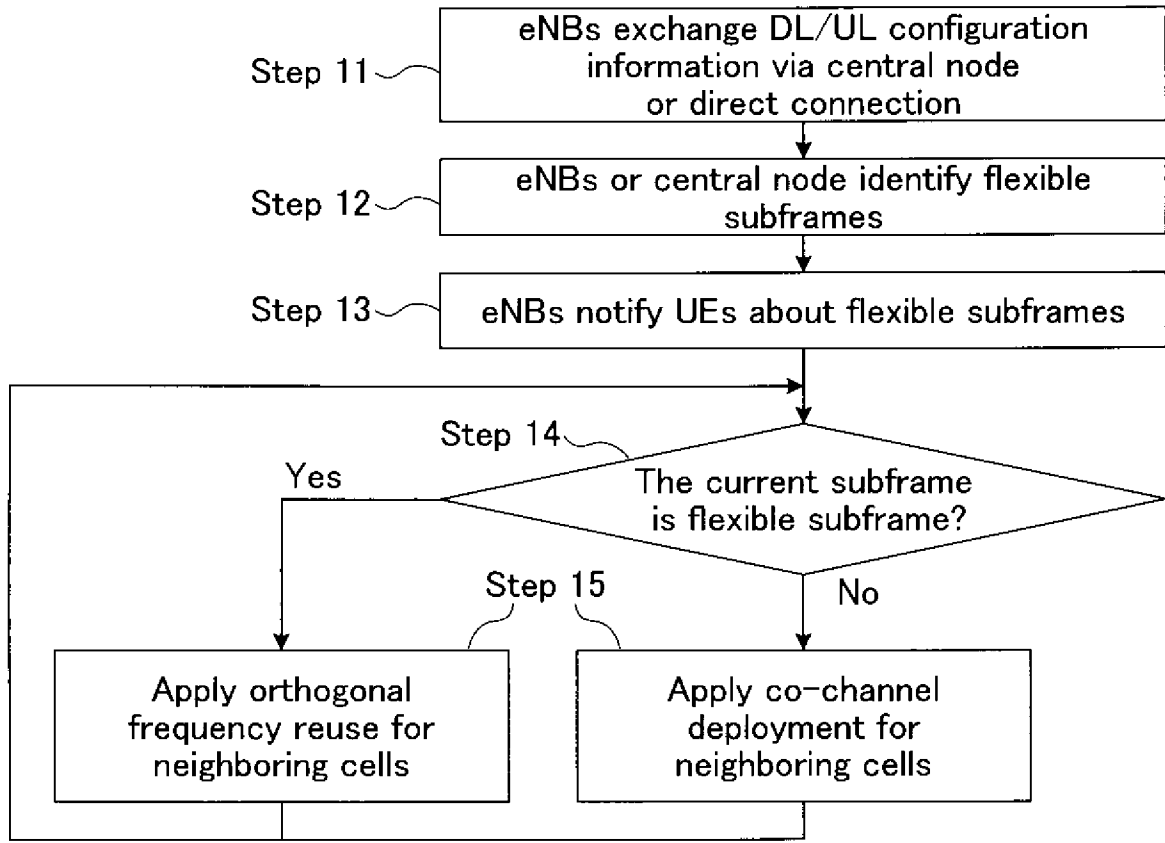 eNBs exchange DL/UL configuration
Step 11
information via central node
or direct connection
eNBs or central node identify flexible
Step 12
subframes
Step 13
eNBs notify UEs about flexible subframes
Step 14
Yes
The current subframe
is flexible subframe?
Step 15
No
Apply orthogonal
frequency reuse for
neighboring cells
Apply co-channel
deployment for
neighboring cells